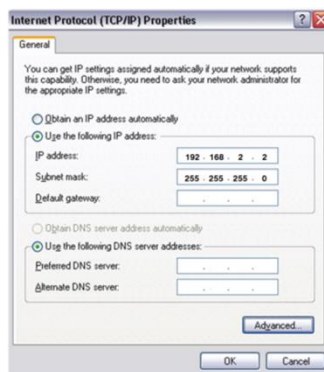 Internet Protocol (TCP/IP) Properties
General
You can get IP settings assigned automatically if your network supports
this capability. Otherwise, you need to ask your network administrator for
the appropriate IP settings.
Obtain an IP address automatically
Use the following IP address:
IP address: 192 . 168 . 2 . 2
Subnet mask: 255 . 255 . 255 . 0
Default gateway: . . .
Obtain DNS server address automatically
Use the following DNS server addresses:
Preferred DNS server: . . .
Alternate DNS server: . . .
Advanced...
OK Cancel